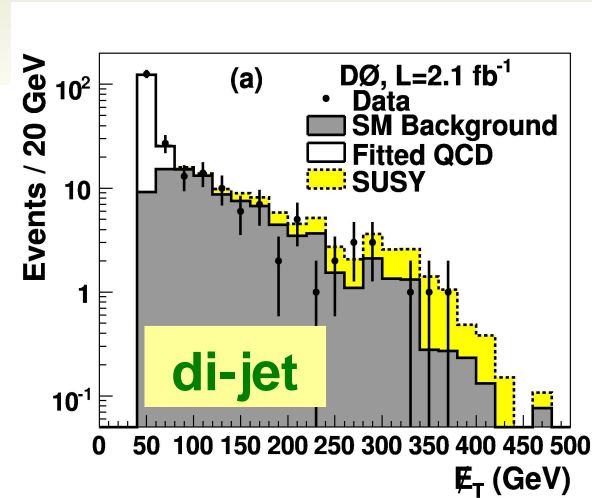 (a) DØ, L=2.1 fb⁻¹
Data
SM Background
Fitted QCD
SUSY
Events / 20 GeV
10²
10
1
10⁻¹
di-jet
0 50 100 150 200 250 300 350 400 450 500
E̸_T (GeV)